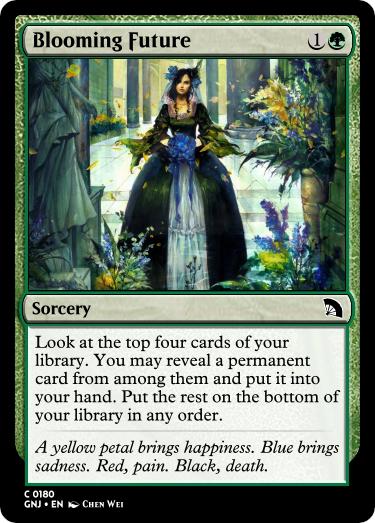 Blooming Future 1
Sorcery
Look at the top four cards of your
library. You may reveal a permanent
card from among them and put it into
your hand. Put the rest on the bottom of
your library in any order.
A yellow petal brings happiness. Blue brings
sadness. Red, pain. Black, death.
C 0180
GNJ • EN Chen Wei